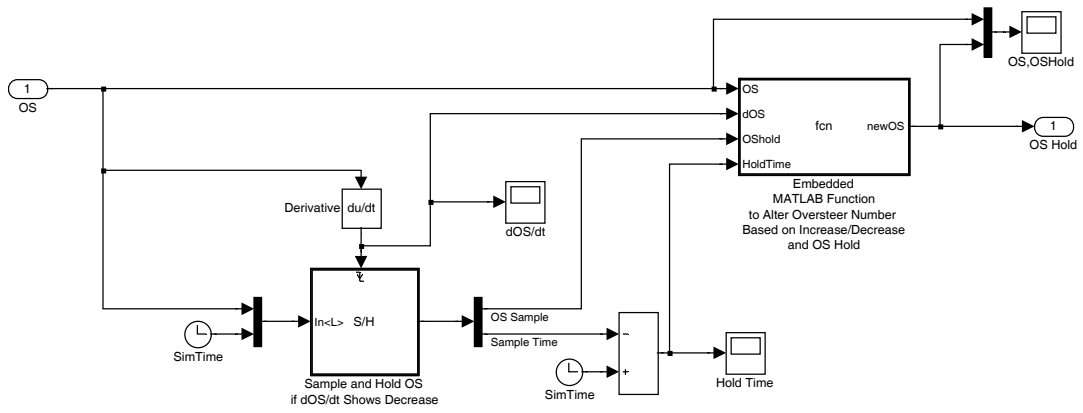 OS,OSHold
1
OS
OS
dOS
OShold
HoldTime
fcn
newOS
1
OS Hold
Embedded
MATLAB Function
to Alter Oversteer Number
Based on Increase/Decrease
and OS Hold
Derivative
du/dt
dOS/dt
In<L>
S/H
OS Sample
Sample Time
SimTime
Sample and Hold OS
if dOS/dt Shows Decrease
−
+
SimTime
Hold Time